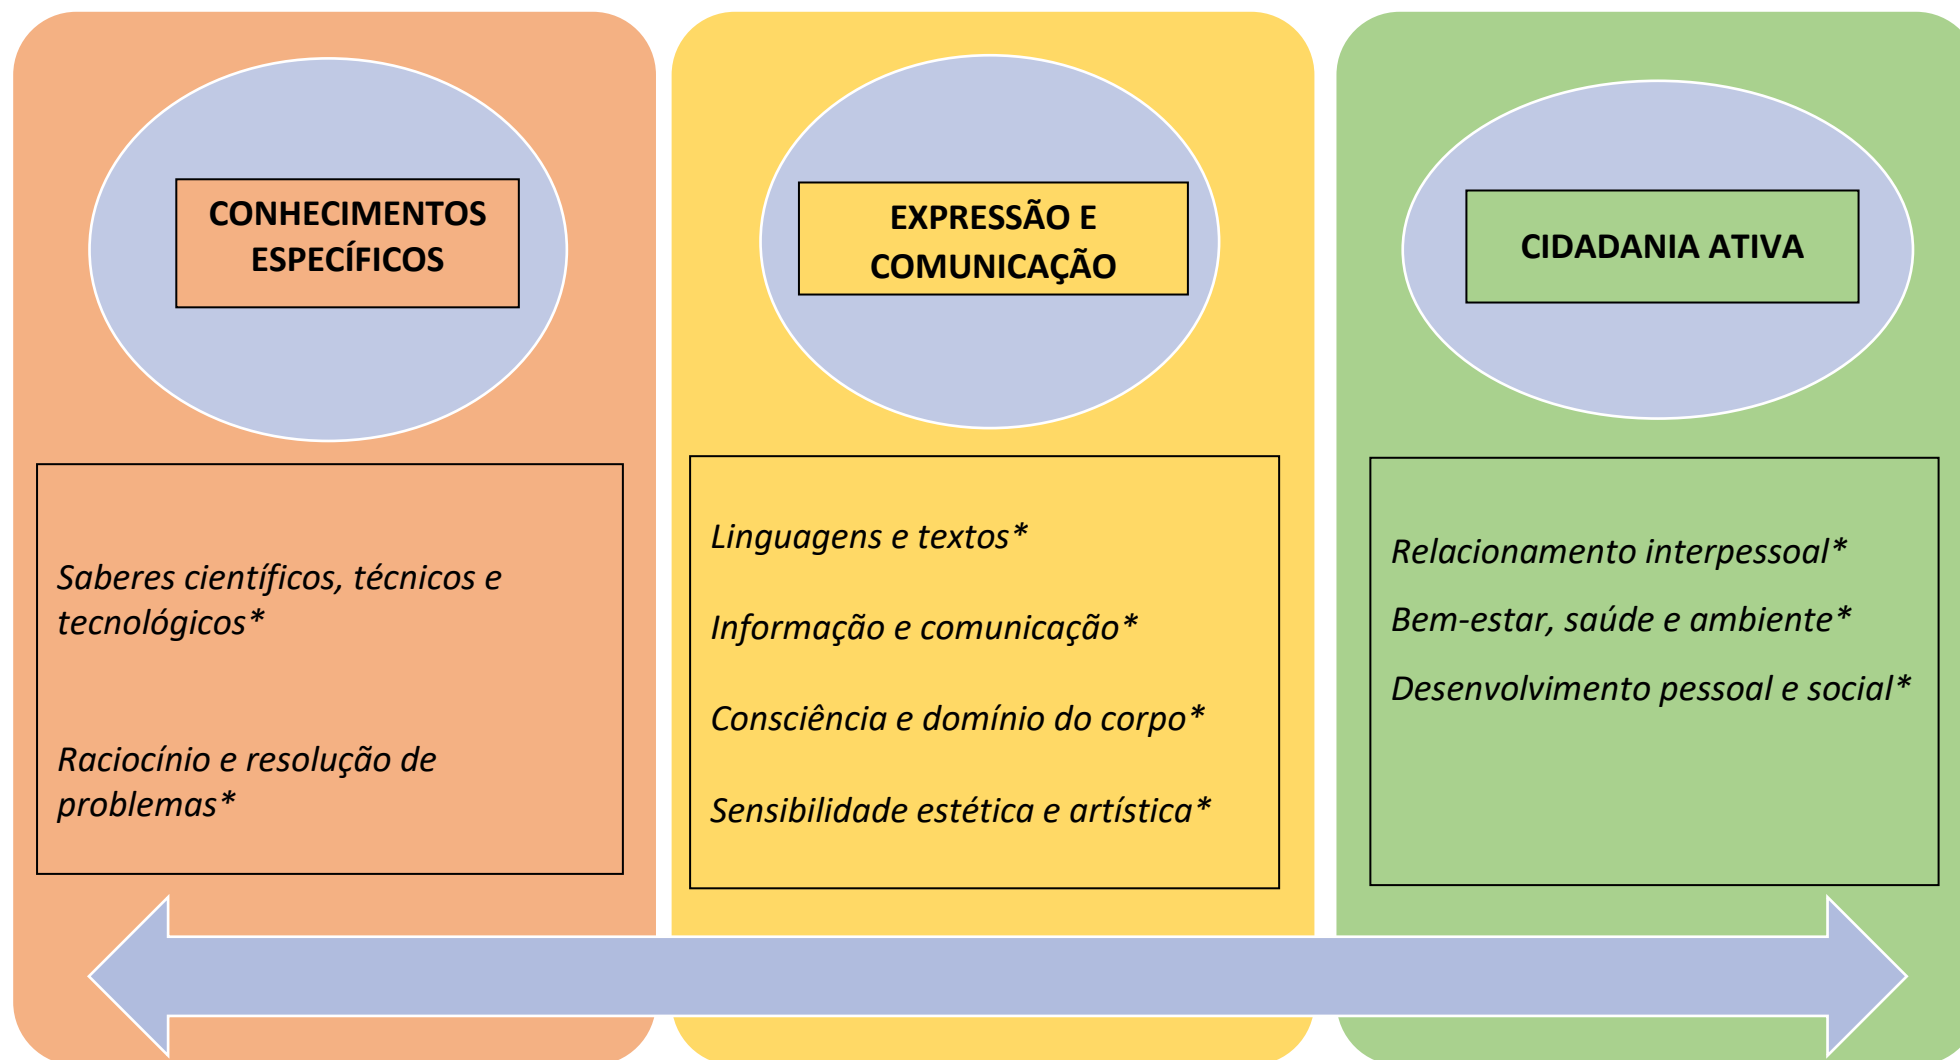 CONHECIMENTOS
ESPECÍFICOS
Saberes científicos, técnicos e
tecnológicos*
Raciocínio e resolução de
problemas*
EXPRESSÃO E
COMUNICAÇÃO
Linguagens e textos*
Informação e comunicação*
Consciência e domínio do corpo*
Sensibilidade estética e artística*
CIDADANIA ATIVA
Relacionamento interpessoal*
Bem-estar, saúde e ambiente*
Desenvolvimento pessoal e social*